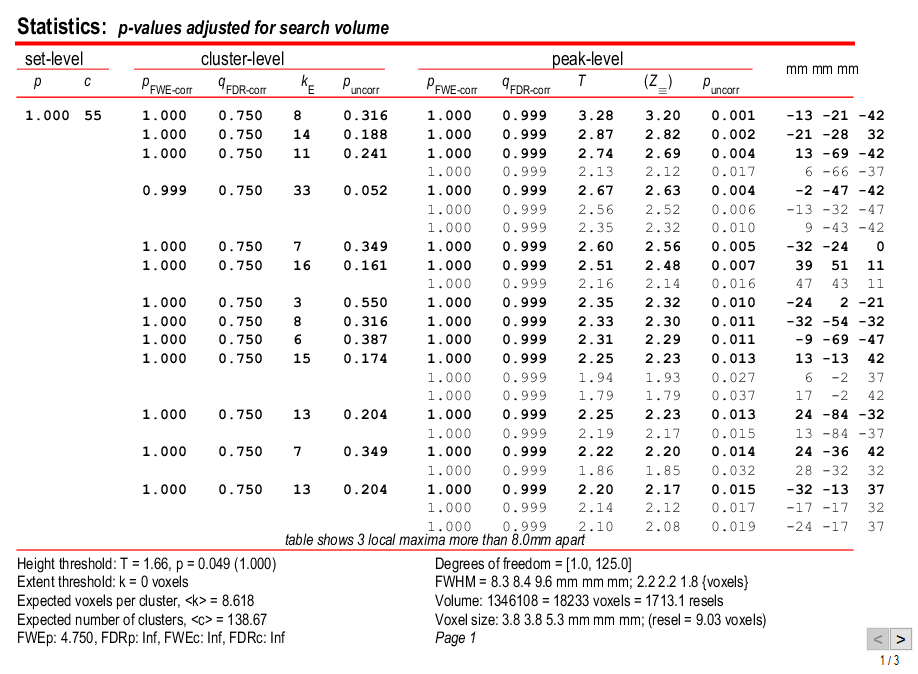 Statistics: p-values adjusted for search volume
set-level cluster-level peak-level mm mm mm
p c pFWE-corr qFDR-corr kE puncorr pFWE-corr qFDR-corr T (Z≡) puncorr
1.000 55 1.000 0.750 8 0.316 1.000 0.999 3.28 3.20 0.001 -13 -21 -42
1.000 0.750 14 0.188 1.000 0.999 2.87 2.82 0.002 -21 -28 32
1.000 0.750 11 0.241 1.000 0.999 2.74 2.69 0.004 13 -69 -42
1.000 0.999 2.13 2.12 0.017 6 -66 -37
0.999 0.750 33 0.052 1.000 0.999 2.67 2.63 0.004 -2 -47 -42
1.000 0.999 2.56 2.52 0.006 -13 -32 -47
1.000 0.999 2.35 2.32 0.010 9 -43 -42
1.000 0.750 7 0.349 1.000 0.999 2.60 2.56 0.005 -32 -24 0
1.000 0.750 16 0.161 1.000 0.999 2.51 2.48 0.007 39 51 11
1.000 0.999 2.16 2.14 0.016 47 43 11
1.000 0.750 3 0.550 1.000 0.999 2.35 2.32 0.010 -24 2 -21
1.000 0.750 8 0.316 1.000 0.999 2.33 2.30 0.011 -32 -54 -32
1.000 0.750 6 0.387 1.000 0.999 2.31 2.29 0.011 -9 -69 -47
1.000 0.750 15 0.174 1.000 0.999 2.25 2.23 0.013 13 -13 42
1.000 0.999 1.94 1.93 0.027 6 -2 37
1.000 0.999 1.79 1.79 0.037 17 -2 42
1.000 0.750 13 0.204 1.000 0.999 2.25 2.23 0.013 24 -84 -32
1.000 0.999 2.19 2.17 0.015 13 -84 -37
1.000 0.750 7 0.349 1.000 0.999 2.22 2.20 0.014 24 -36 42
1.000 0.999 1.86 1.85 0.032 28 -32 32
1.000 0.750 13 0.204 1.000 0.999 2.20 2.17 0.015 -32 -13 37
1.000 0.999 2.14 2.12 0.017 -17 -17 32
1.000 0.999 2.10 2.08 0.019 -24 -17 37
table shows 3 local maxima more than 8.0mm apart
Height threshold: T = 1.66, p = 0.049 (1.000)
Extent threshold: k = 0 voxels
Expected voxels per cluster, <k> = 8.618
Expected number of clusters, <c> = 138.67
FWEp: 4.750, FDRp: Inf, FWEc: Inf, FDRc: Inf
Degrees of freedom = [1.0, 125.0]
FWHM = 8.3 8.4 9.6 mm mm mm; 2.2 2.2 1.8 {voxels}
Volume: 1346108 = 18233 voxels = 1713.1 resels
Voxel size: 3.8 3.8 5.3 mm mm mm; (resel = 9.03 voxels)
Page 1
< >
1 / 3